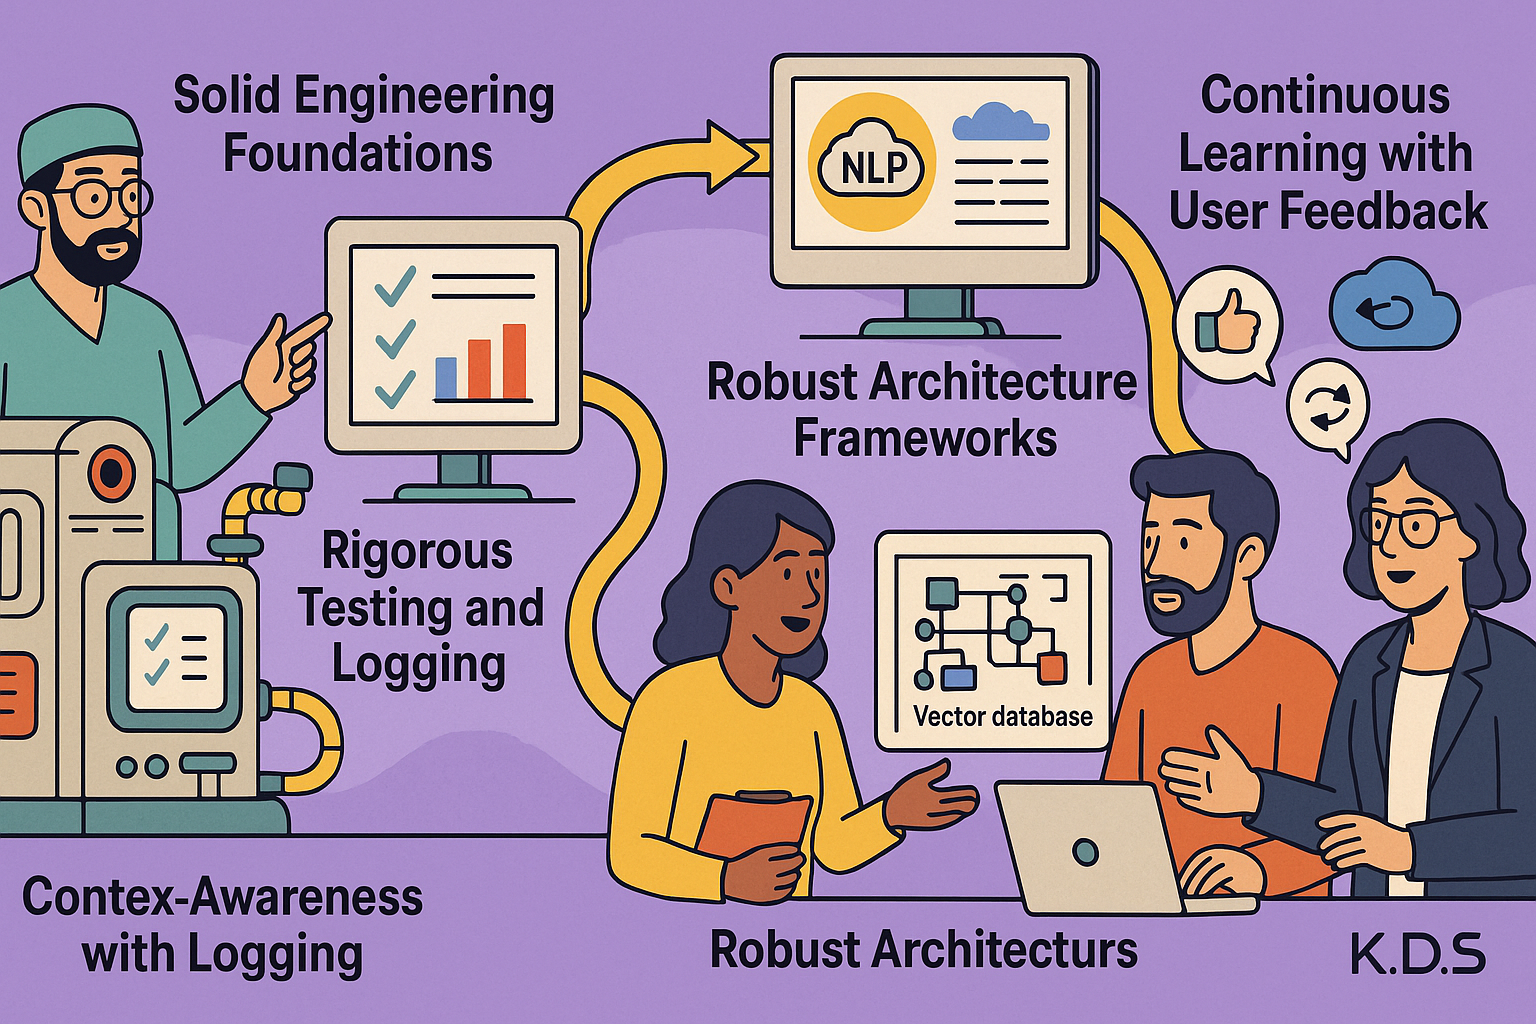 Solid Engineering
Foundations
NLP
Continuous
Learning with
User Feedback
Robust Architecture
Frameworks
Rigorous
Testing and
Logging
Vector database
Contex-Awareness
with Logging
Robust Architecturs
K.D.S